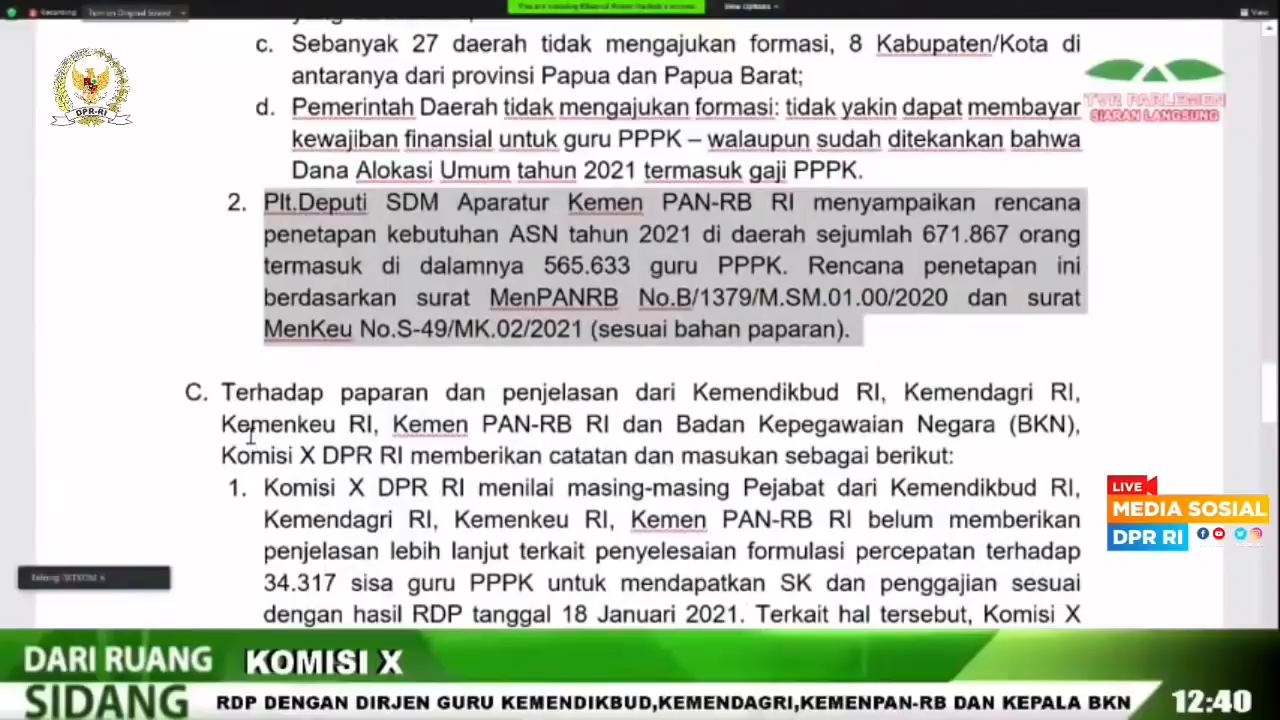 Recording
Turn on Original Sound
View Options
View
c. Sebanyak 27 daerah tidak mengajukan formasi, 8 Kabupaten/Kota di
antaranya dari provinsi Papua dan Papua Barat;
d. Pemerintah Daerah tidak mengajukan formasi: tidak yakin dapat membayar
kewajiban finansial untuk guru PPPK – walaupun sudah ditekankan bahwa
Dana Alokasi Umum tahun 2021 termasuk gaji PPPK.
2. Plt.Deputi SDM Aparatur Kemen PAN-RB RI menyampaikan rencana
penetapan kebutuhan ASN tahun 2021 di daerah sejumlah 671.867 orang
termasuk di dalamnya 565.633 guru PPPK. Rencana penetapan ini
berdasarkan surat MenPANRB No.B/1379/M.SM.01.00/2020 dan surat
MenKeu No.S-49/MK.02/2021 (sesuai bahan paparan).
C. Terhadap paparan dan penjelasan dari Kemendikbud RI, Kemendagri RI,
Kemenkeu RI, Kemen PAN-RB RI dan Badan Kepegawaian Negara (BKN),
Komisi X DPR RI memberikan catatan dan masukan sebagai berikut:
1. Komisi X DPR RI menilai masing-masing Pejabat dari Kemendikbud RI,
Kemendagri RI, Kemenkeu RI, Kemen PAN-RB RI belum memberikan
penjelasan lebih lanjut terkait penyelesaian formulasi percepatan terhadap
34.317 sisa guru PPPK untuk mendapatkan SK dan penggajian sesuai
dengan hasil RDP tanggal 18 Januari 2021. Terkait hal tersebut, Komisi X
DPR-RI
TVR PARLEMEN
SIARAN LANGSUNG
LIVE
MEDIA SOSIAL
DPR RI
DARI RUANG
SIDANG
KOMISI X
RDP DENGAN DIRJEN GURU KEMENDIKBUD,KEMENDAGRI,KEMENPAN-RB DAN KEPALA BKN
12:40